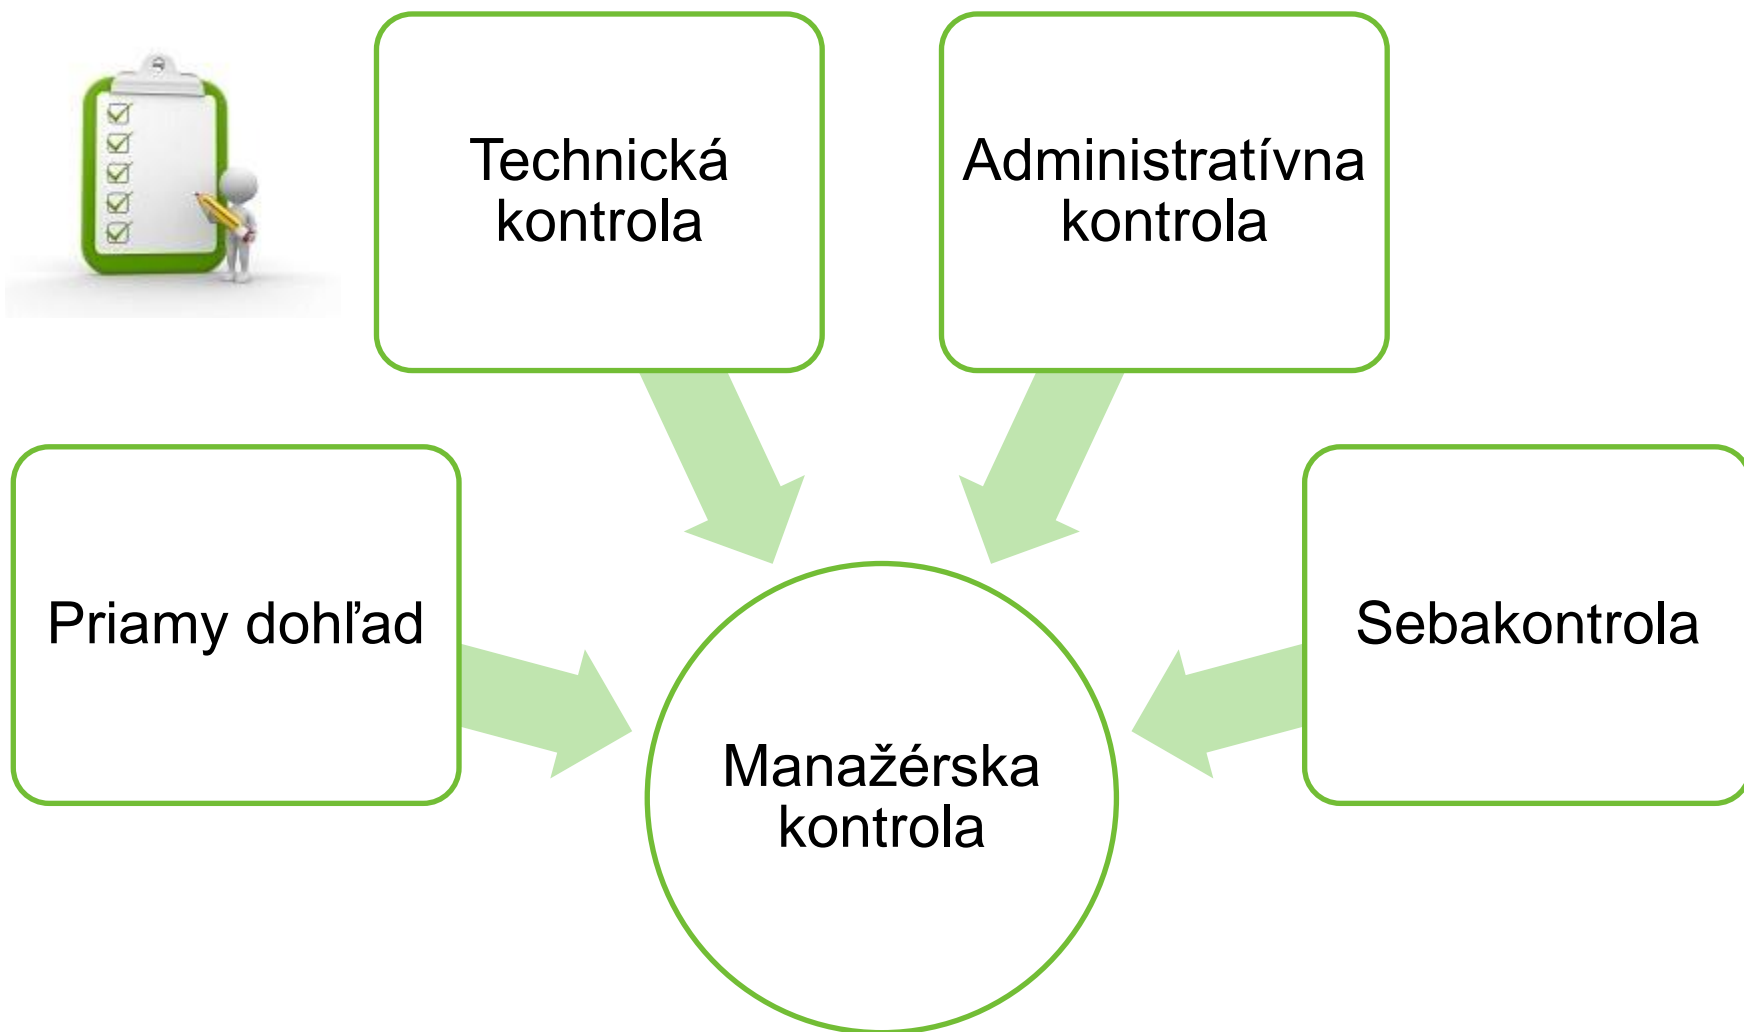 Technická
kontrola
Administratívna
kontrola
Priamy dohľad
Sebakontrola
Manažérska
kontrola